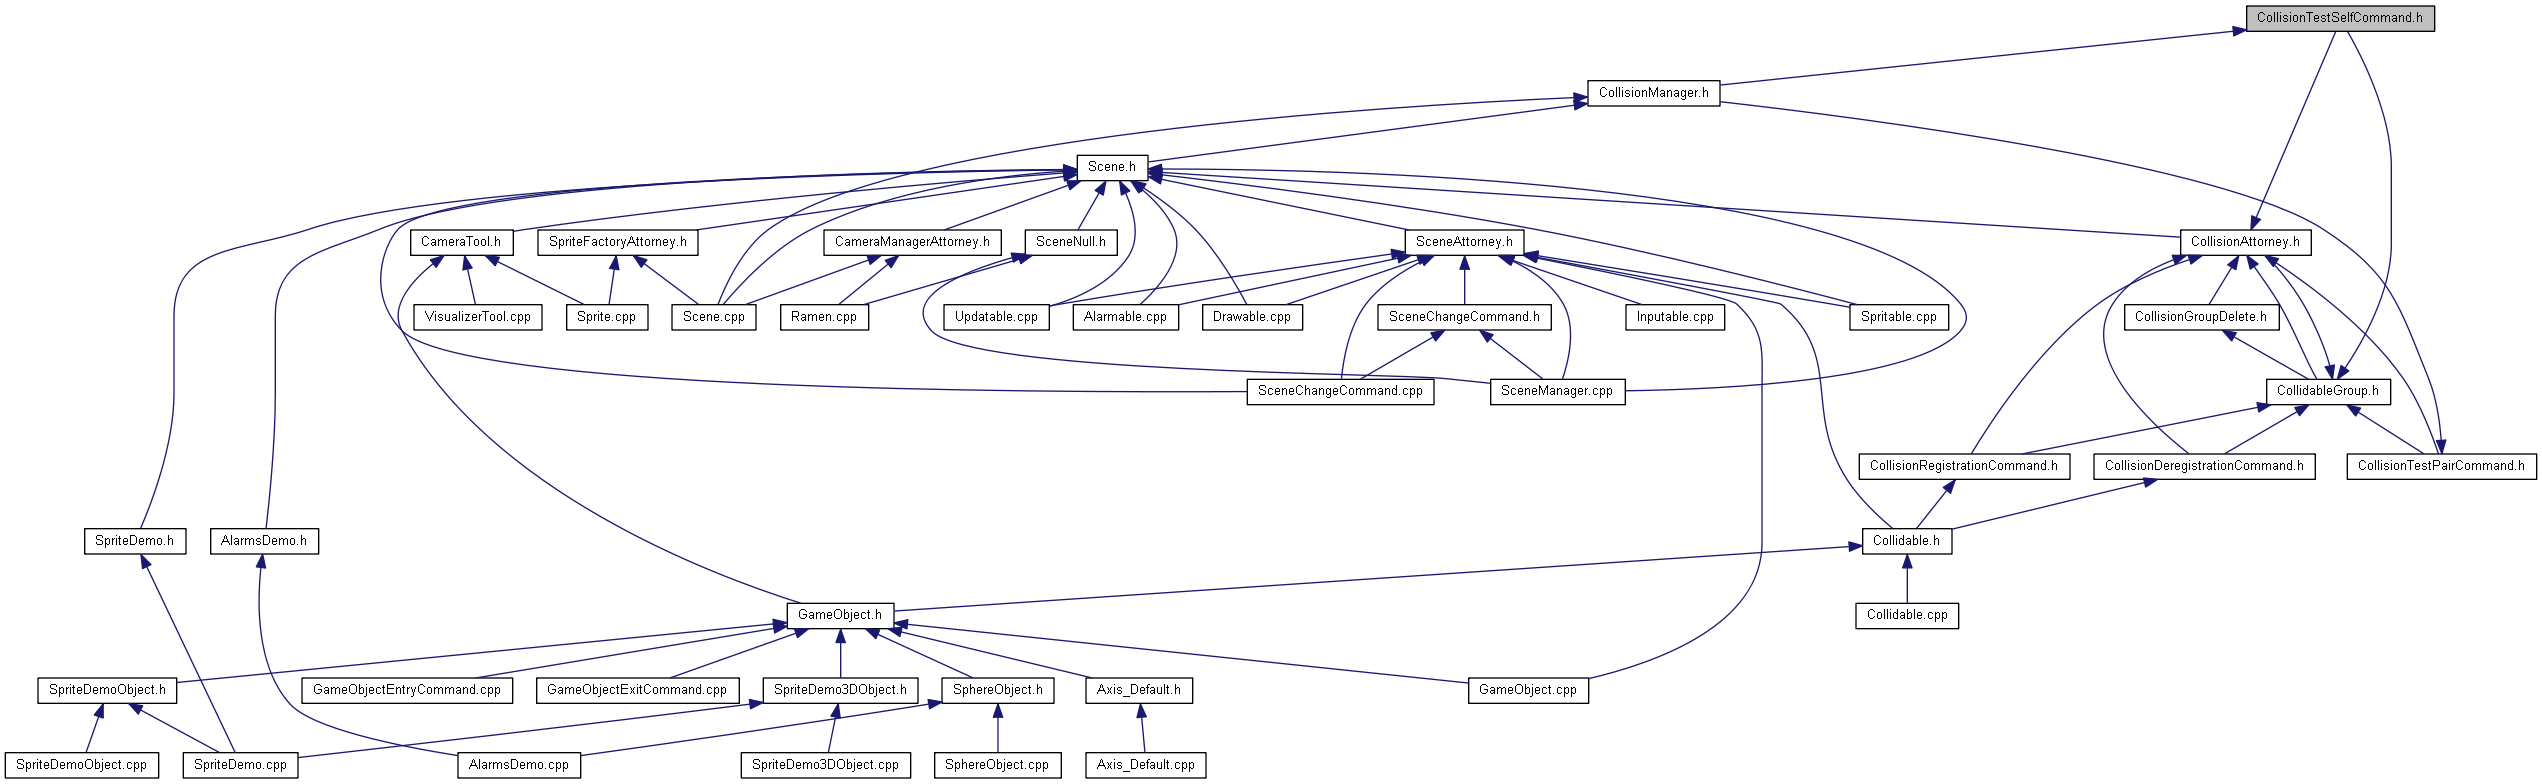 CollisionTestSelfCommand.h
CollisionManager.h
Scene.h
CameraTool.h
SpriteFactoryAttorney.h
CameraManagerAttorney.h
SceneNull.h
SceneAttorney.h
CollisionAttorney.h
VisualizerTool.cpp
Sprite.cpp
Scene.cpp
Ramen.cpp
Updatable.cpp
Alarmable.cpp
Drawable.cpp
SceneChangeCommand.h
Inputable.cpp
Spritable.cpp
CollisionGroupDelete.h
SceneChangeCommand.cpp
SceneManager.cpp
CollidableGroup.h
CollisionRegistrationCommand.h
CollisionDeregistrationCommand.h
CollisionTestPairCommand.h
SpriteDemo.h
AlarmsDemo.h
Collidable.h
GameObject.h
Collidable.cpp
SpriteDemoObject.h
GameObjectEntryCommand.cpp
GameObjectExitCommand.cpp
SpriteDemo3DObject.h
SphereObject.h
Axis_Default.h
GameObject.cpp
SpriteDemoObject.cpp
SpriteDemo.cpp
AlarmsDemo.cpp
SpriteDemo3DObject.cpp
SphereObject.cpp
Axis_Default.cpp